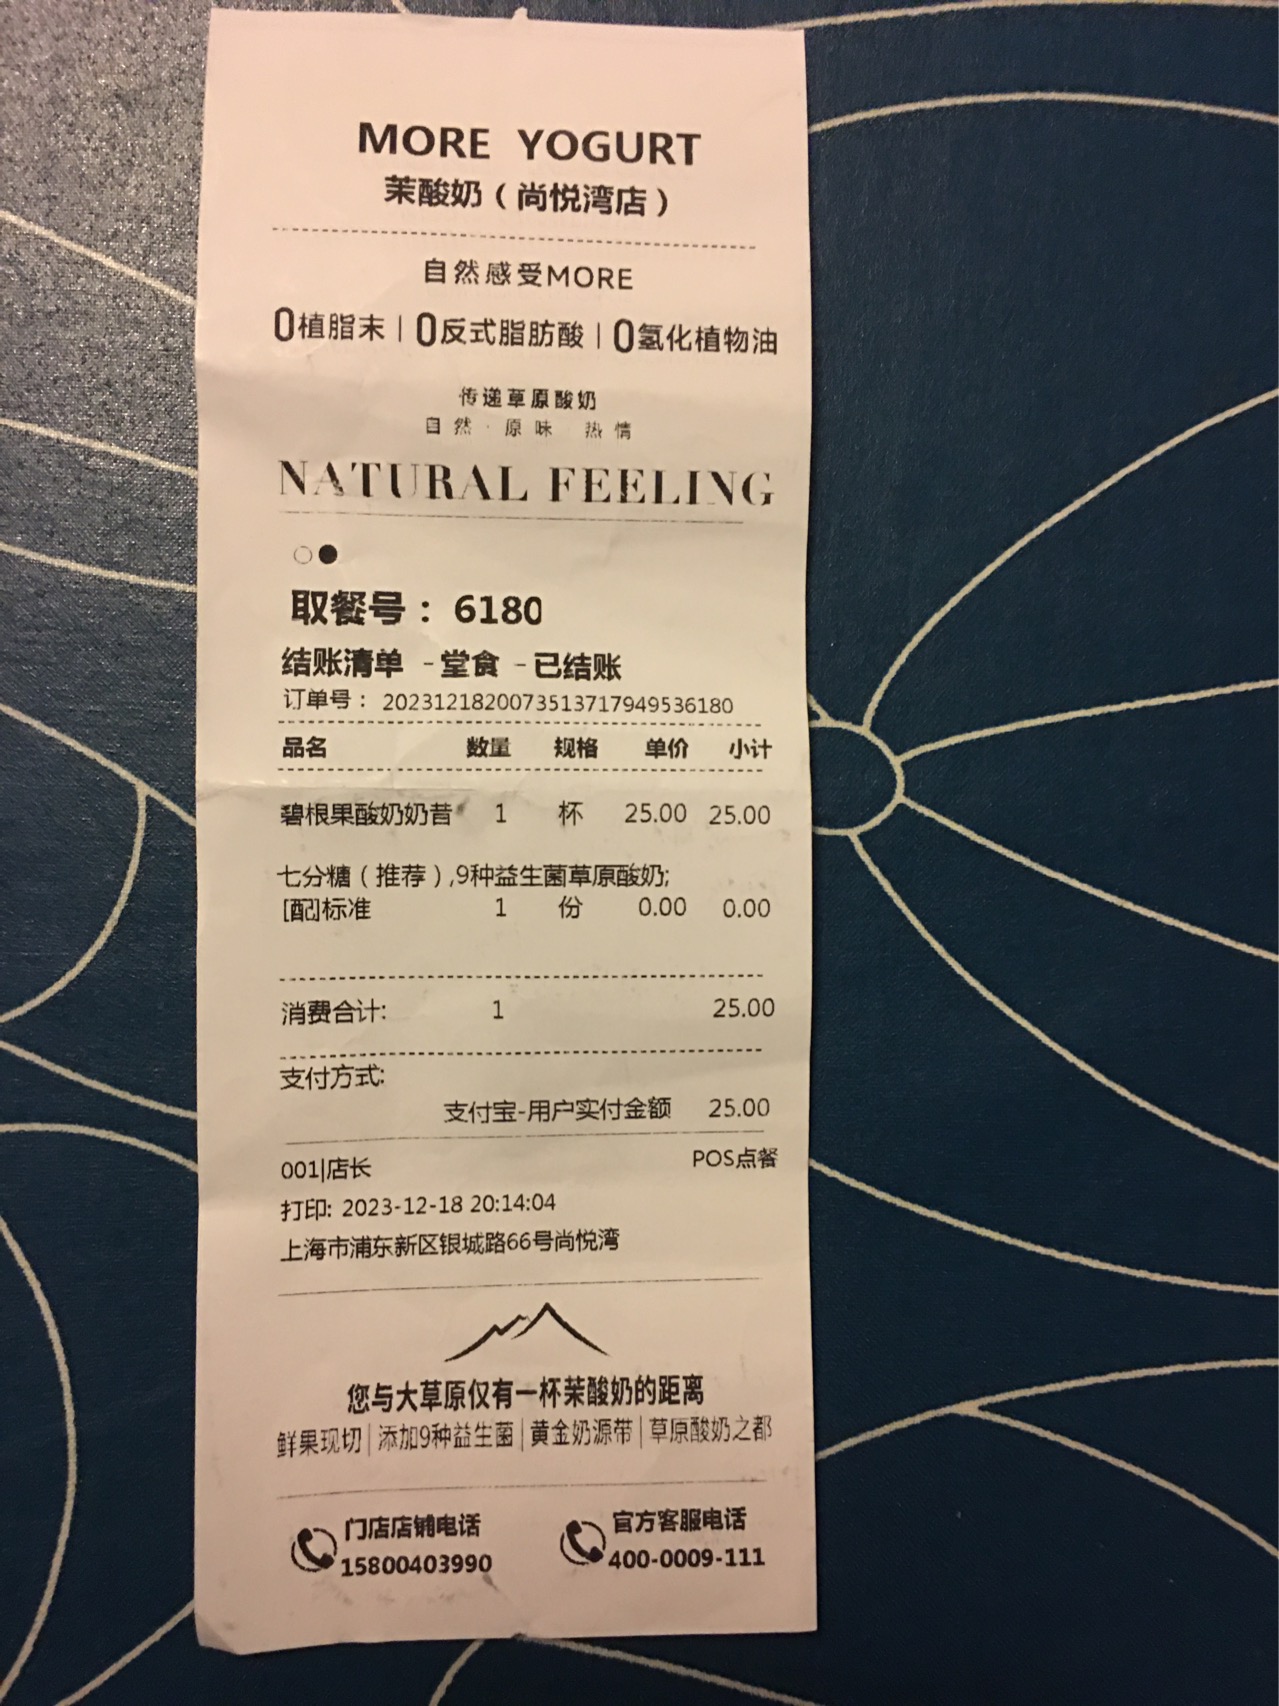 MORE YOGURT
茉酸奶（尚悦湾店）
自然感受MORE
0植脂末|0反式脂肪酸|0氢化植物油
传递草原酸奶
自然·原味 热情
NATURAL FEELING
取餐号：6180
结账清单 -堂食 -已结账
订单号： 20231218200735137179495361​80
品名 数量 规格 单价 小计
碧根果酸奶奶昔 1 杯 25.00 25.00
七分糖（推荐）,9种益生菌草原酸奶;
[配]标准 1 份 0.00 0.00
消费合计: 1 25.00
支付方式:
支付宝-用户实付金额 25.00
001|店长 POS点餐
打印: 2023-12-18 20:14:04
上海市浦东新区银城路66号尚悦湾
您与大草原仅有一杯茉酸奶的距离
鲜果现切|添加9种益生菌|黄金奶源带|草原酸奶之都
门店店铺电话 官方客服电话
15800403990 400-0009-111